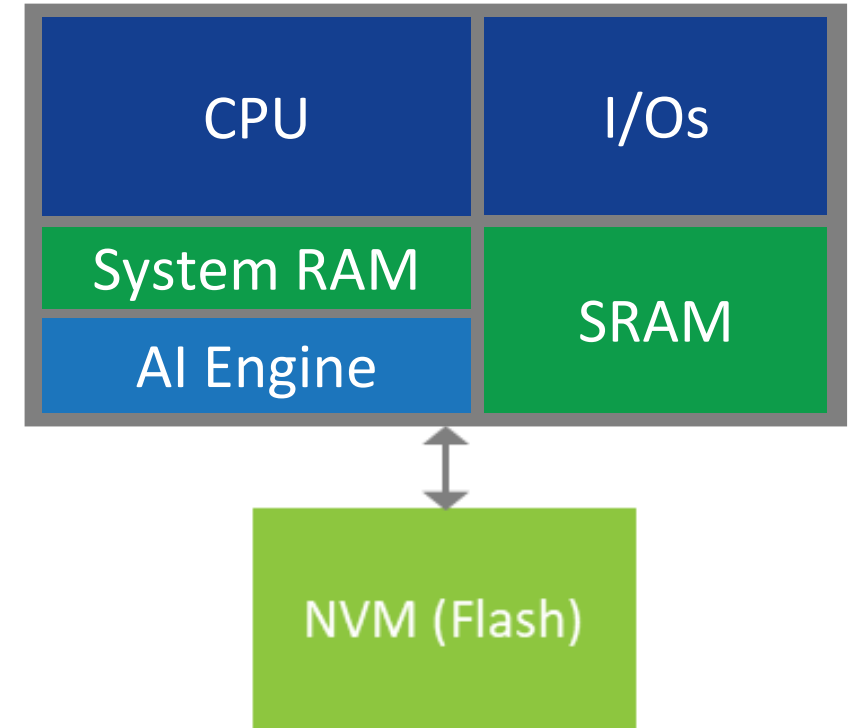 CPU
I/Os
System RAM
SRAM
AI Engine
NVM (Flash)